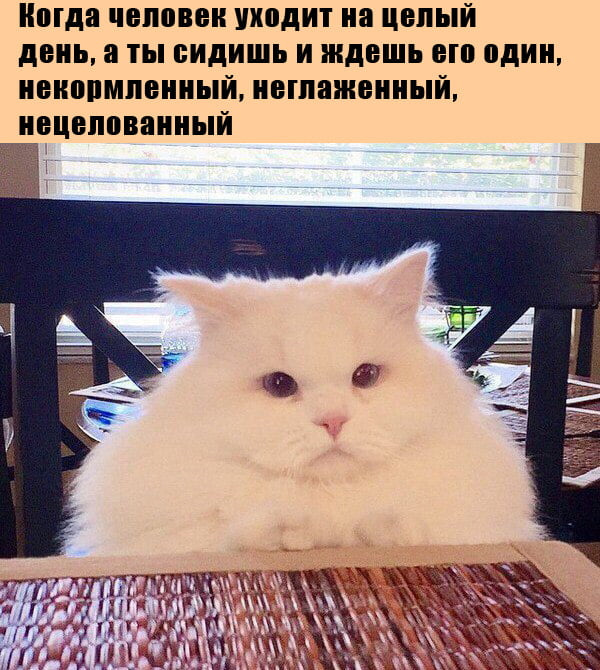 Когда человек уходит на целый
день, а ты сидишь и ждешь его один,
некормленный, неглаженный,
нецелованный